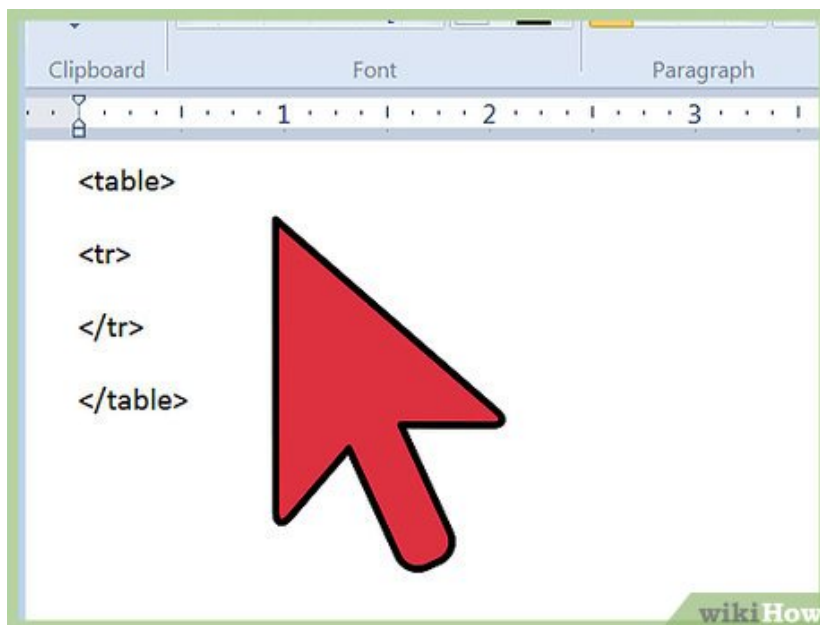 Clipboard Font Paragraph
1 2 3
<table>
<tr>
</tr>
</table>
wikiHow